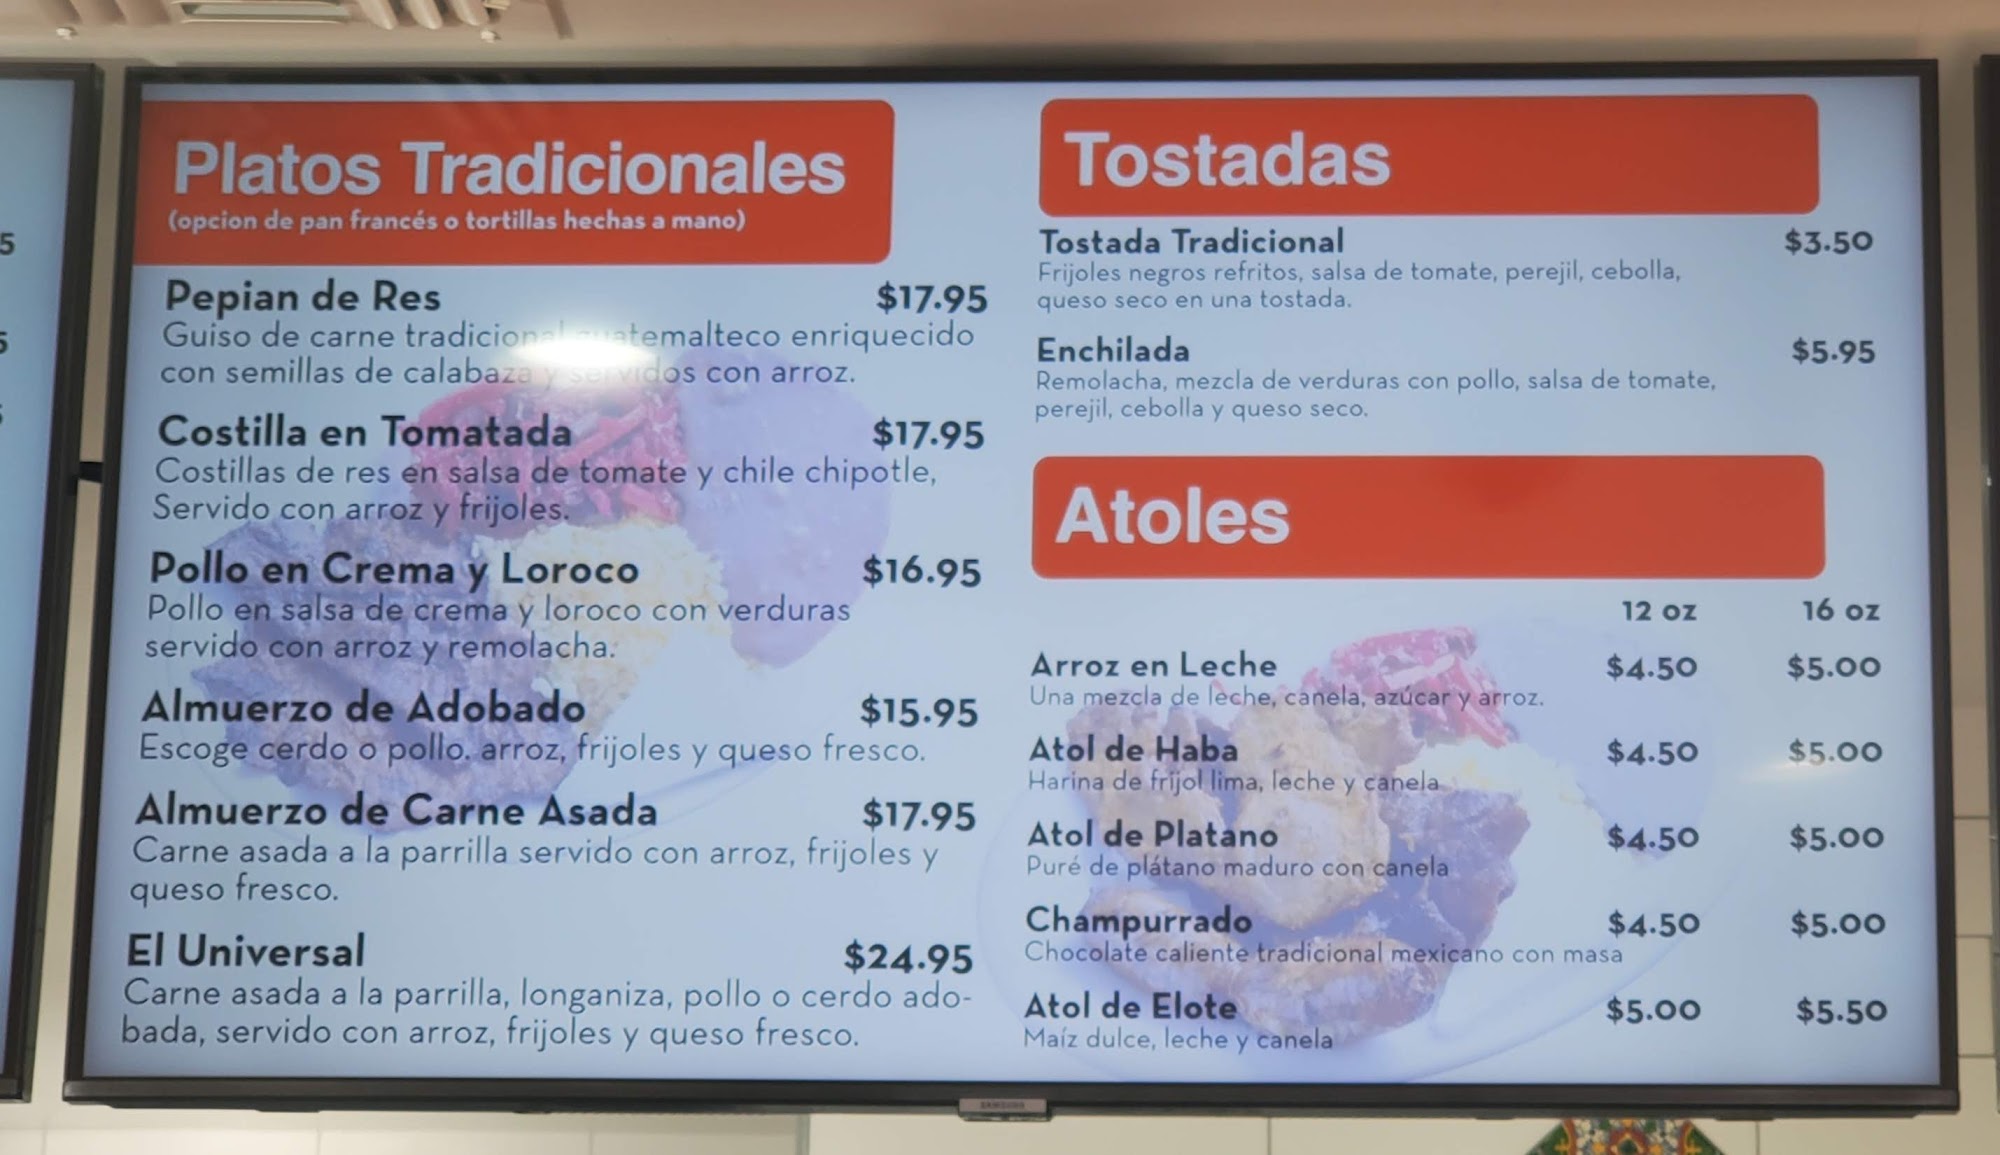 Platos Tradicionales
(opcion de pan francés o tortillas hechas a mano)
Pepian de Res $17.95
Guiso de carne tradicional guatemalteco enriquecido
con semillas de calabaza y servidos con arroz.
Costilla en Tomatada $17.95
Costillas de res en salsa de tomate y chile chipotle,
Servido con arroz y frijoles.
Pollo en Crema y Loroco $16.95
Pollo en salsa de crema y loroco con verduras
servido con arroz y remolacha.
Almuerzo de Adobado $15.95
Escoge cerdo o pollo. arroz, frijoles y queso fresco.
Almuerzo de Carne Asada $17.95
Carne asada a la parrilla servido con arroz, frijoles y
queso fresco.
El Universal $24.95
Carne asada a la parrilla, longaniza, pollo o cerdo ado-
bada, servido con arroz, frijoles y queso fresco.
Tostadas
Tostada Tradicional $3.50
Frijoles negros refritos, salsa de tomate, perejil, cebolla,
queso seco en una tostada.
Enchilada $5.95
Remolacha, mezcla de verduras con pollo, salsa de tomate,
perejil, cebolla y queso seco.
Atoles
12 oz 16 oz
Arroz en Leche $4.50 $5.00
Una mezcla de leche, canela, azúcar y arroz.
Atol de Haba $4.50 $5.00
Harina de frijol lima, leche y canela
Atol de Platano $4.50 $5.00
Puré de plátano maduro con canela
Champurrado $4.50 $5.00
Chocolate caliente tradicional mexicano con masa
Atol de Elote $5.00 $5.50
Maíz dulce, leche y canela
SAMSUNG